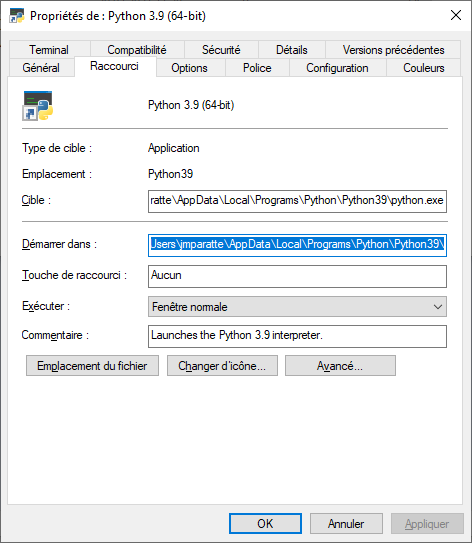 Propriétés de : Python 3.9 (64-bit)
Terminal Compatibilité Sécurité Détails Versions précédentes
Général Raccourci Options Police Configuration Couleurs
Python 3.9 (64-bit)
Type de cible : Application
Emplacement : Python39
Cible : ratte\AppData\Local\Programs\Python\Python39\python.exe
Démarrer dans : Users\jmparatte\AppData\Local\Programs\Python\Python39\
Touche de raccourci : Aucun
Exécuter : Fenêtre normale
Commentaire : Launches the Python 3.9 interpreter.
Emplacement du fichier Changer d'icône... Avancé...
OK Annuler Appliquer